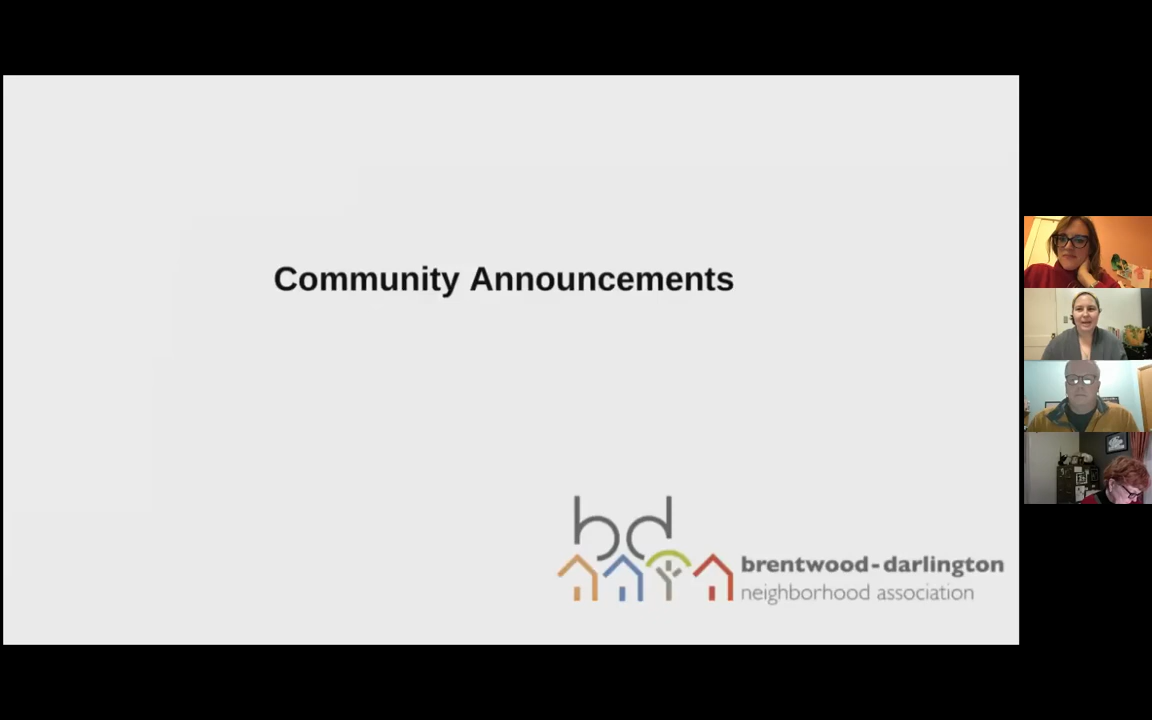 Community Announcements
bd
brentwood-darlington
neighborhood association